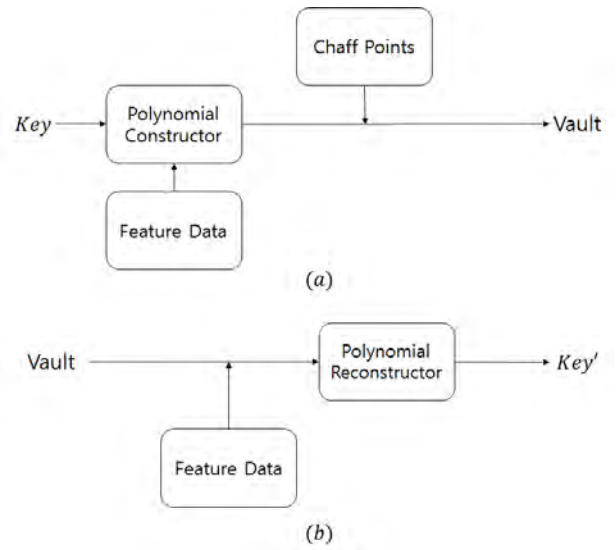 Chaff Points
Key
Polynomial
Constructor
Vault
Feature Data
(a)
Vault
Polynomial
Reconstructor
Key'
Feature Data
(b)